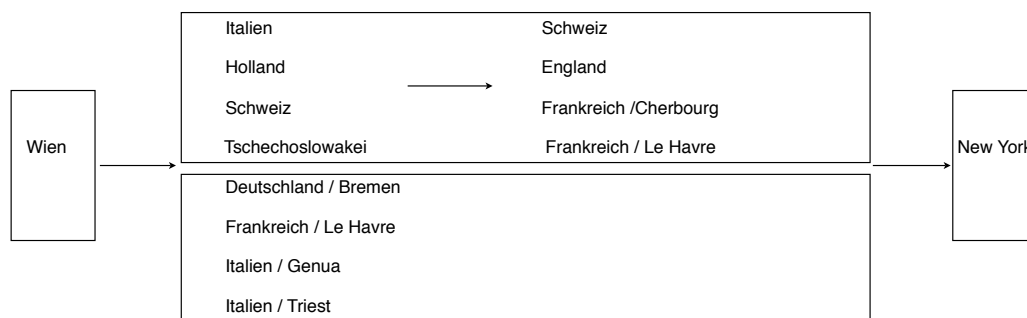 Italien Schweiz
Holland England
Schweiz Frankreich /Cherbourg
Wien Tschechoslowakei Frankreich / Le Havre New York
Deutschland / Bremen
Frankreich / Le Havre
Italien / Genua
Italien / Triest